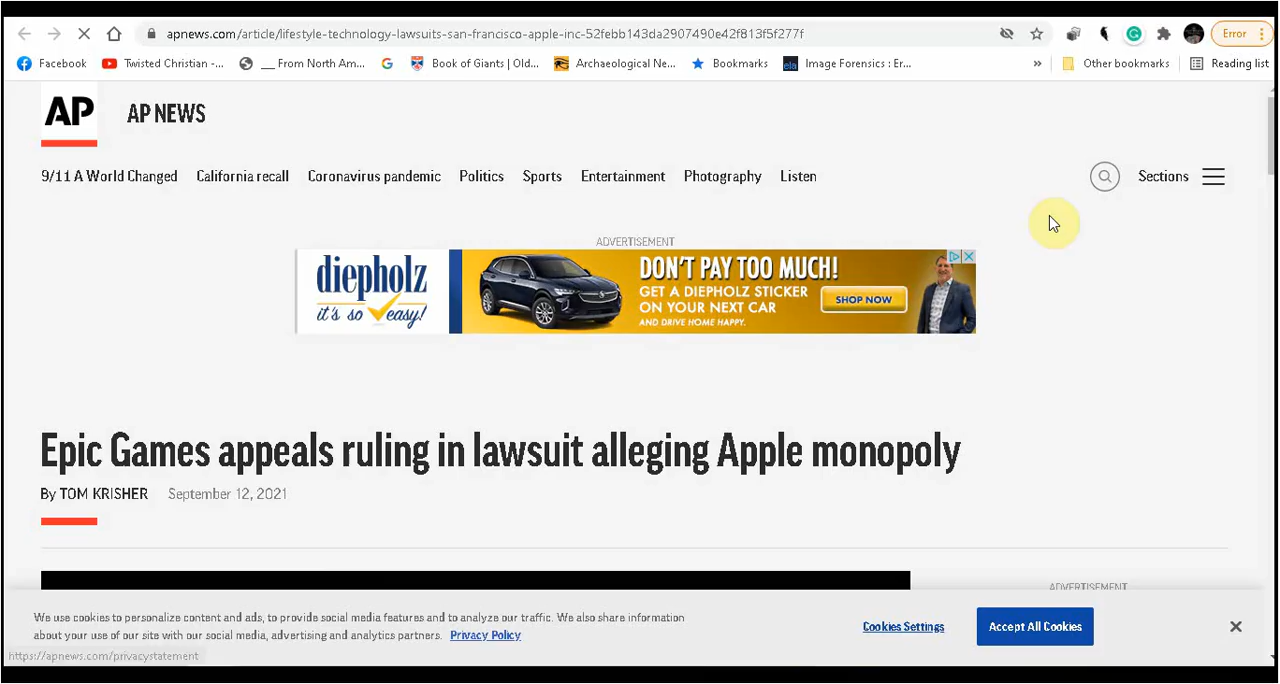 apnews.com/article/lifestyle-technology-lawsuits-san-francisco-apple-inc-52febb143da2907490e42f813f5f277f
Error
Facebook
Twisted Christian -...
__ From North Am...
Book of Giants | Old...
Archaeological Ne...
Bookmarks
ela
Image Forensics : Er...
»
Other bookmarks
Reading list
AP
AP NEWS
9/11 A World Changed
California recall
Coronavirus pandemic
Politics
Sports
Entertainment
Photography
Listen
Sections
ADVERTISEMENT
diepholz
it's so easy!
DON'T PAY TOO MUCH!
GET A DIEPHOLZ STICKER
ON YOUR NEXT CAR
AND DRIVE HOME HAPPY.
SHOP NOW
Epic Games appeals ruling in lawsuit alleging Apple monopoly
By TOM KRISHER September 12, 2021
ADVERTISEMENT
We use cookies to personalize content and ads, to provide social media features and to analyze our traffic. We also share information
about your use of our site with our social media, advertising and analytics partners. Privacy Policy
Cookies Settings
Accept All Cookies
https://apnews.com/privacystatement